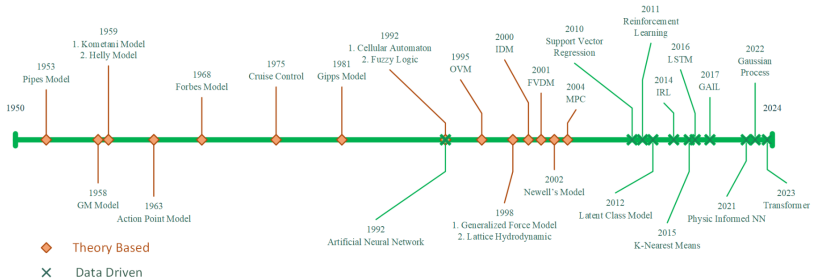 1950
1953
Pipes Model
1959
1. Kometani Model
2. Helly Model
1968
Forbes Model
1975
Cruise Control
1981
Gipps Model
1992
1. Cellular Automaton
2. Fuzzy Logic
1995
OVM
2000
IDM
2001
FVDM
2004
MPC
2010
Support Vector
Regression
2011
Reinforcement
Learning
2014
IRL
2016
LSTM
2017
GAIL
2022
Gaussian
Process
2024
1958
GM Model
1963
Action Point Model
1992
Artificial Neural Network
1998
1. Generalized Force Model
2. Lattice Hydrodynamic
2002
Newell's Model
2012
Latent Class Model
2015
K-Nearest Means
2021
Physic Informed NN
2023
Transformer
Theory Based
Data Driven